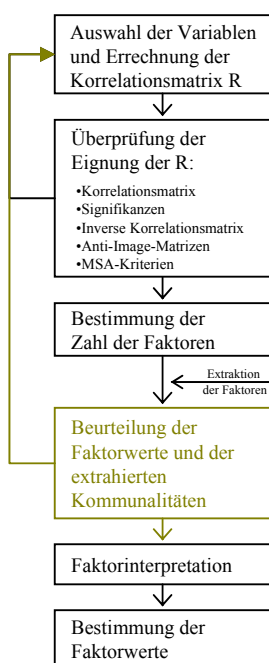 Auswahl der Variablen
und Errechnung der
Korrelationsmatrix R
Überprüfung der
Eignung der R:
•Korrelationsmatrix
•Signifikanzen
•Inverse Korrelationsmatrix
•Anti-Image-Matrizen
•MSA-Kriterien
Bestimmung der
Zahl der Faktoren
Extraktion
der Faktoren
Beurteilung der
Faktorwerte und der
extrahierten
Kommunalitäten
Faktorinterpretation
Bestimmung der
Faktorwerte